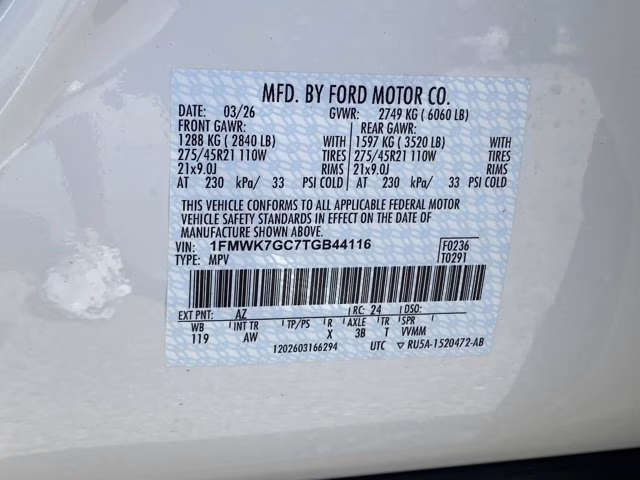 MFD. BY FORD MOTOR CO.
DATE: 03/26 GVWR: 2749 KG ( 6060 LB)
FRONT GAWR: REAR GAWR:
1288 KG ( 2840 LB) WITH 1597 KG ( 3520 LB)
275/45R21 110W TIRES 275/45R21 110W
21x9.0J RIMS 21x9.0J
AT 230 kPa/ 33 PSI COLD AT 230 kPa/ 33 PSI COLD
THIS VEHICLE CONFORMS TO ALL APPLICABLE FEDERAL MOTOR
VEHICLE SAFETY STANDARDS IN EFFECT ON THE DATE OF
MANUFACTURE SHOWN ABOVE.
VIN: 1FMWK7GC7TGB44116 F0236
TYPE: MPV T0291
EXT PNT: AZ RC: 24 DSO:
WB INT TR TP/PS R AXLE TR SPR
119 AW X 3B T VVMM
1202603166294 UTC ▽ RU5A-1520472-AB